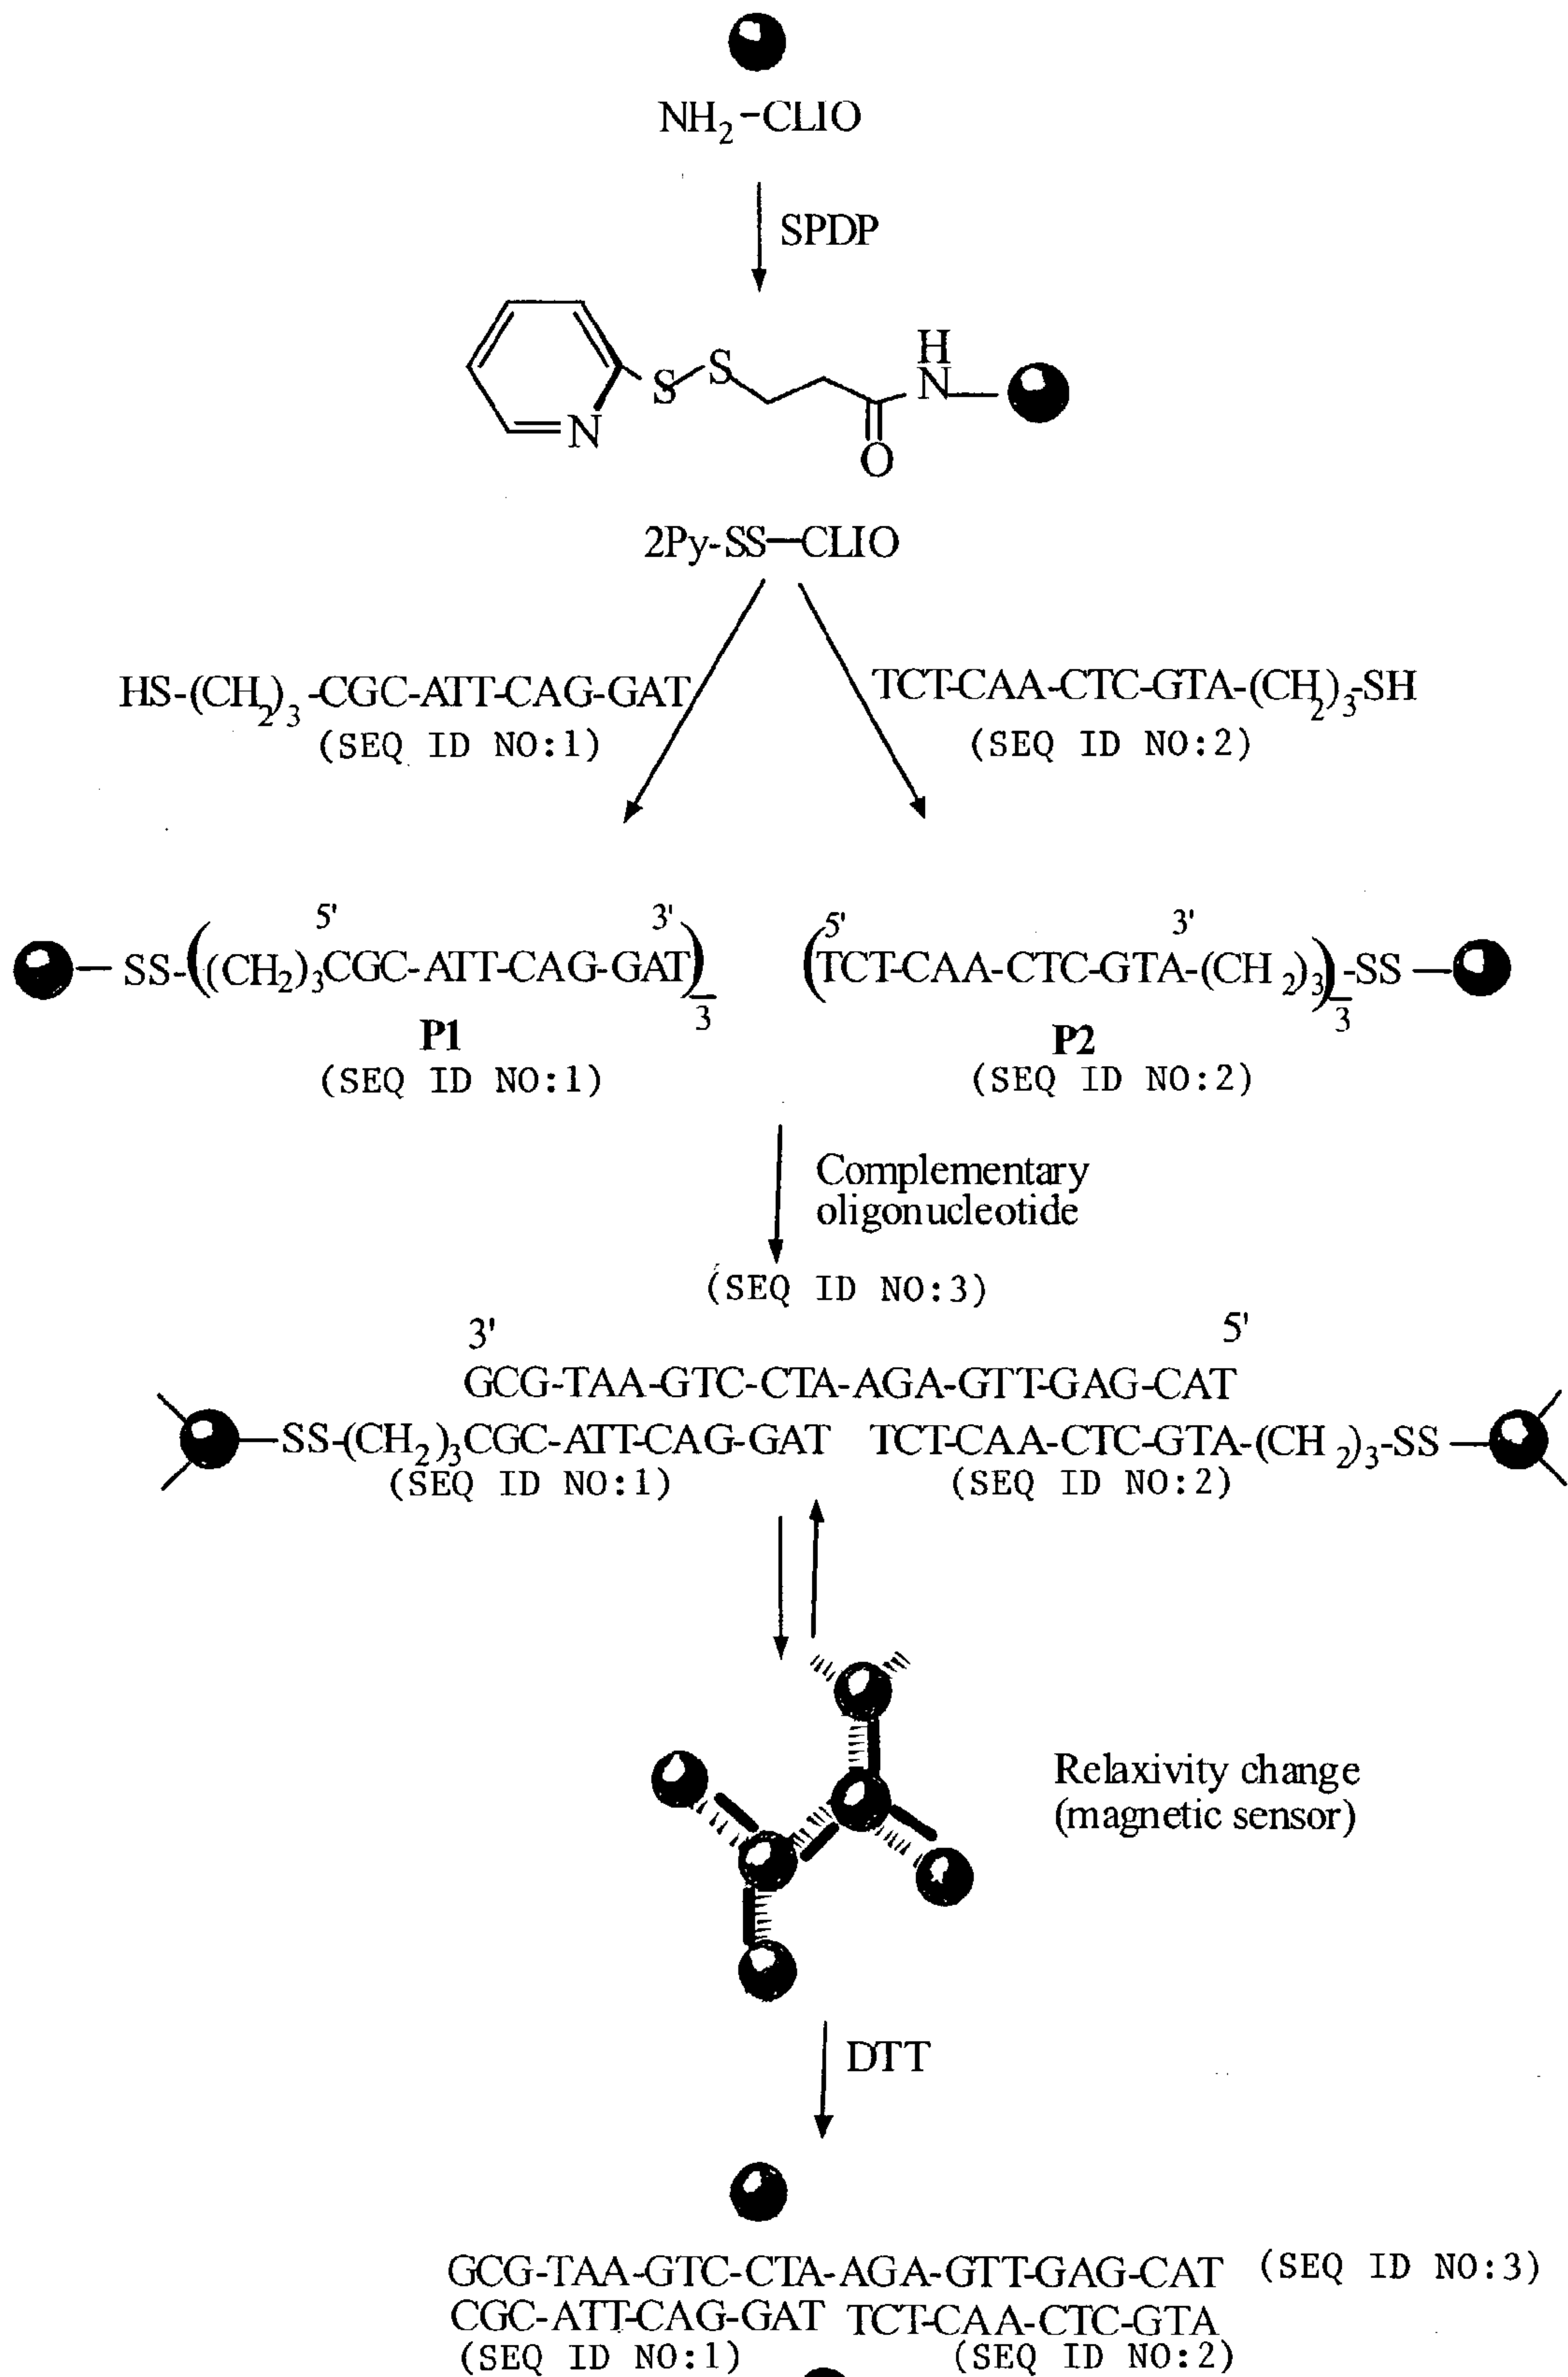 NH2-CLIO
SPDP
H
S-S N
N
O
2Py-SS-CLIO
HS-(CH2)3-CGC-ATT-CAG-GAT TCT-CAA-CTC-GTA-(CH2)3-SH
(SEQ ID NO:1) (SEQ ID NO:2)
5' 3' 5' 3'
SS-((CH2)3CGC-ATT-CAG-GAT)3 (TCT-CAA-CTC-GTA-(CH2)3)3-SS
P1 P2
(SEQ ID NO:1) (SEQ ID NO:2)
Complementary
oligonucleotide
(SEQ ID NO:3)
3' 5'
GCG-TAA-GTC-CTA-AGA-GTT-GAG-CAT
SS-(CH2)3CGC-ATT-CAG-GAT TCT-CAA-CTC-GTA-(CH2)3-SS
(SEQ ID NO:1) (SEQ ID NO:2)
Relaxivity change
(magnetic sensor)
DTT
GCG-TAA-GTC-CTA-AGA-GTT-GAG-CAT (SEQ ID NO:3)
CGC-ATT-CAG-GAT TCT-CAA-CTC-GTA
(SEQ ID NO:1) (SEQ ID NO:2)